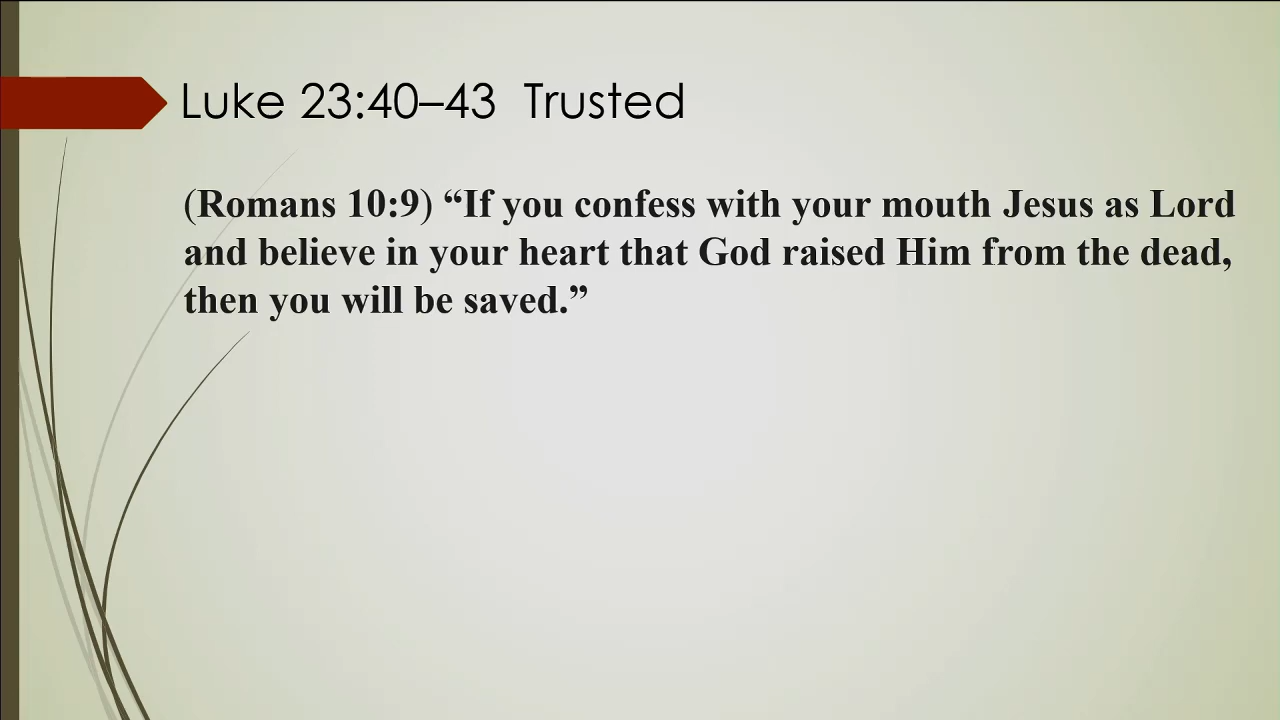 Luke 23:40–43  Trusted
(Romans 10:9) “If you confess with your mouth Jesus as Lord
and believe in your heart that God raised Him from the dead,
then you will be saved.”